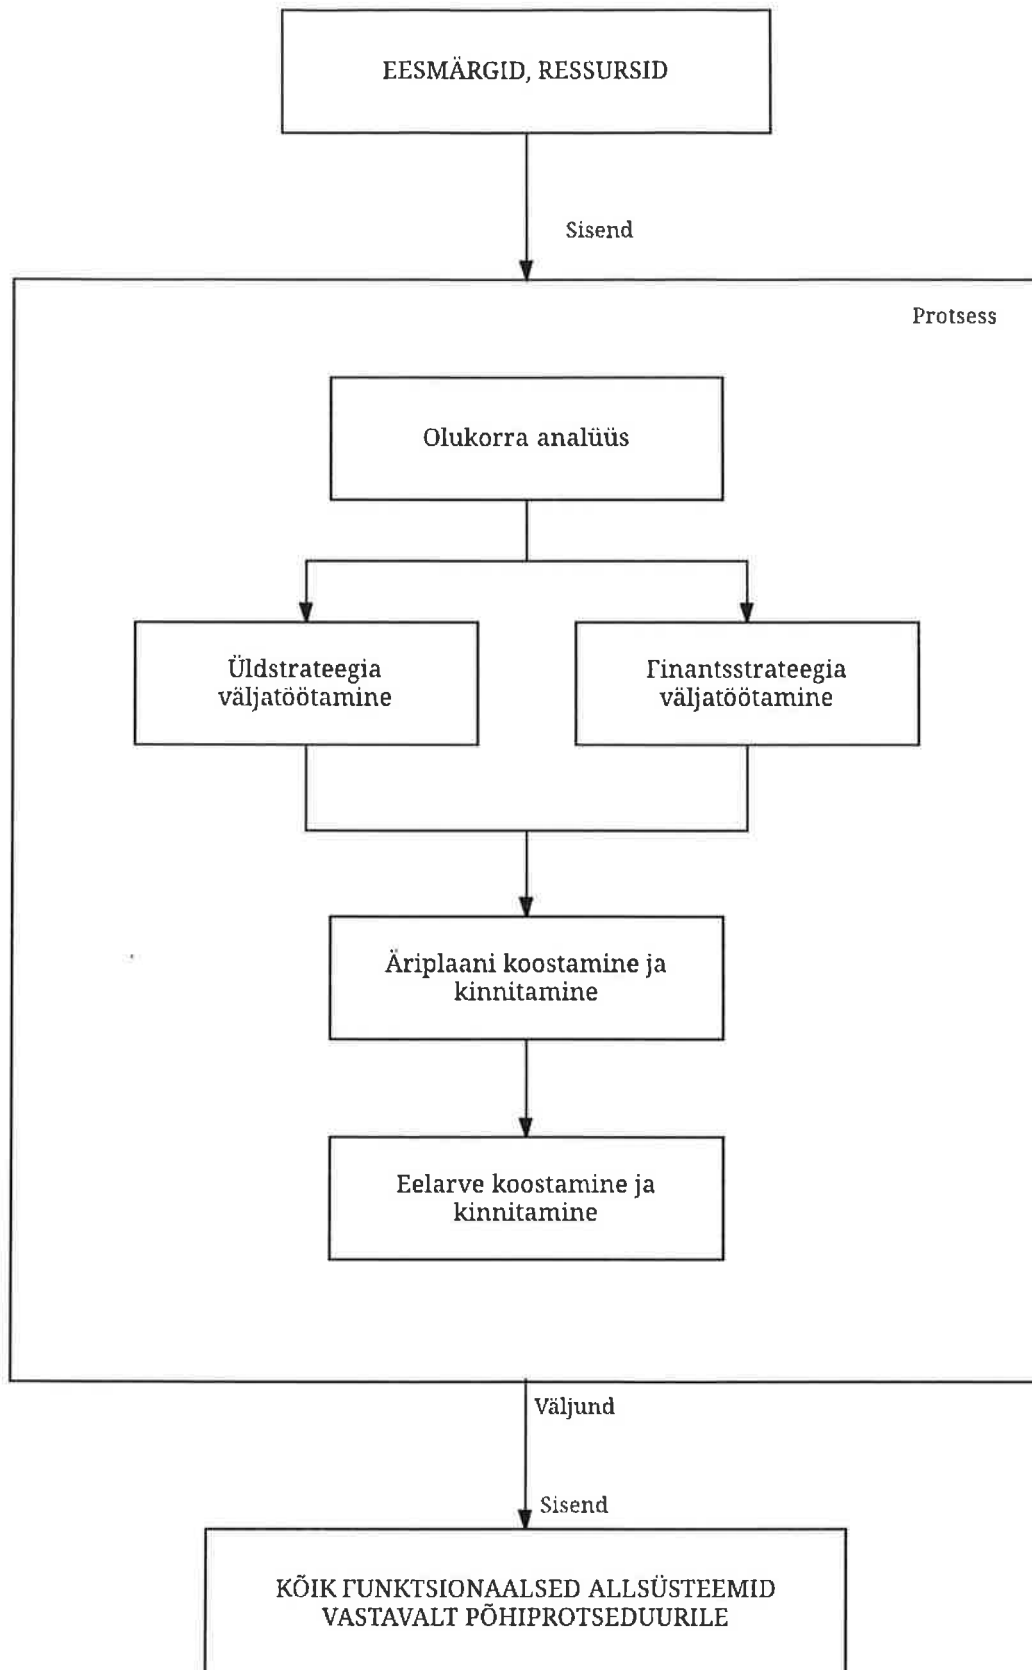 EESMÄRGID, RESSURSID
Sisend
Protsess
Olukorra analüüs
Üldstrateegia
väljatöötamine
Finantsstrateegia
väljatöötamine
Äriplaani koostamine ja
kinnitamine
Eelarve koostamine ja
kinnitamine
Väljund
Sisend
KÕIK FUNKTSIONAALSED ALLSÜSTEEMID
VASTAVALT PÕHIPROTSEDUURILE